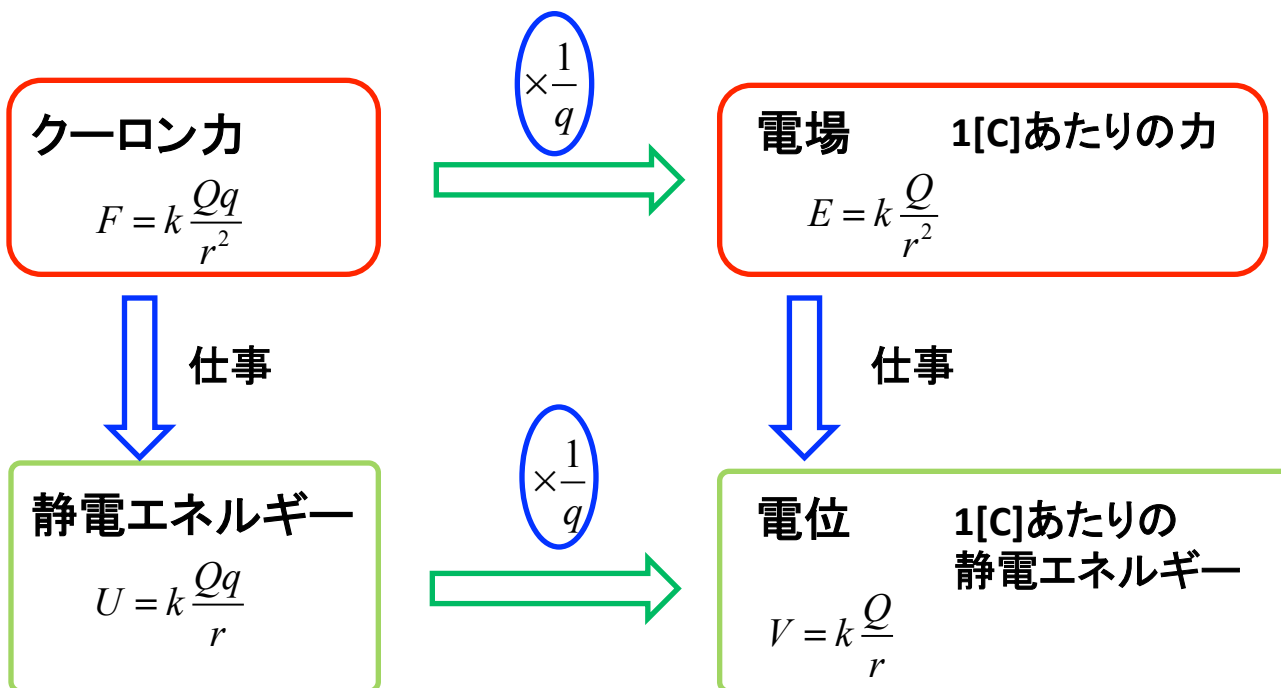 ×1/q
クーロン力
F = k Qq/r²
電場 1[C]あたりの力
E = k Q/r²
仕事
仕事
×1/q
静電エネルギー
U = k Qq/r
電位 1[C]あたりの
静電エネルギー
V = k Q/r